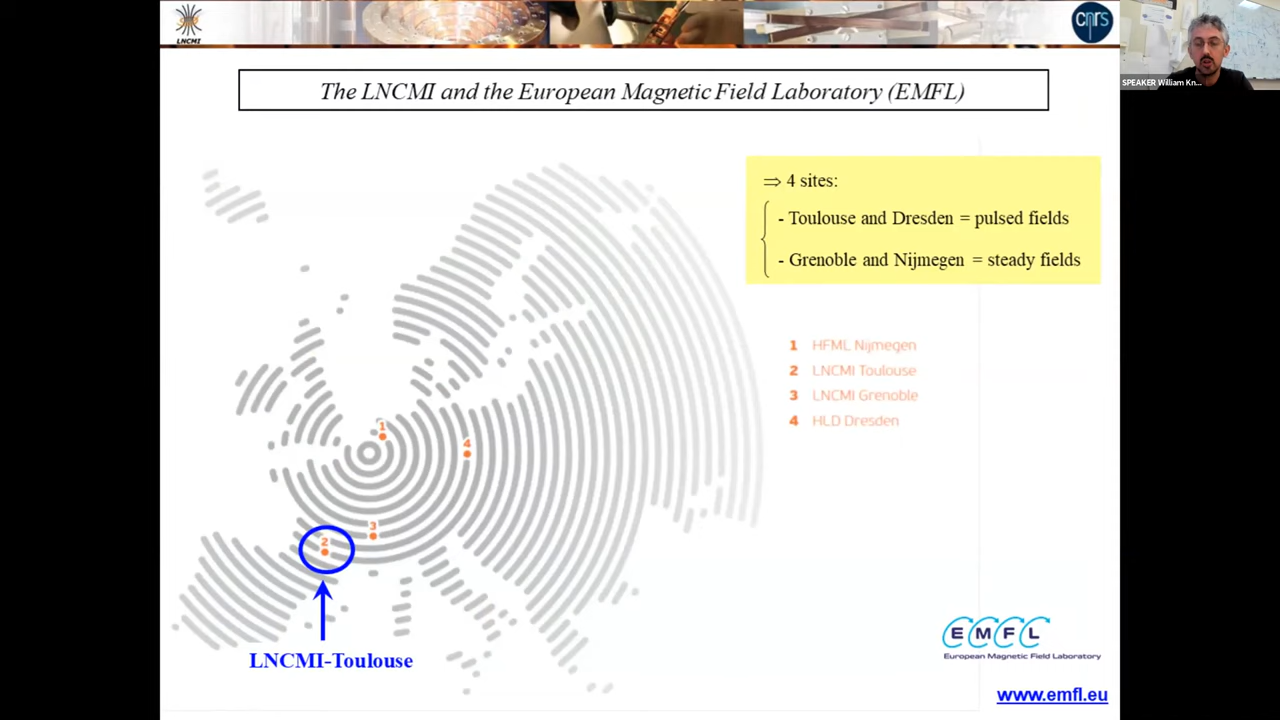 LNCMI
cnrs
SPEAKER William Kn...
The LNCMI and the European Magnetic Field Laboratory (EMFL)
⇒ 4 sites:
- Toulouse and Dresden = pulsed fields
- Grenoble and Nijmegen = steady fields
1 HFML Nijmegen
2 LNCMI Toulouse
3 LNCMI Grenoble
4 HLD Dresden
1
4
3
2
LNCMI-Toulouse
EMFL
European Magnetic Field Laboratory
www.emfl.eu